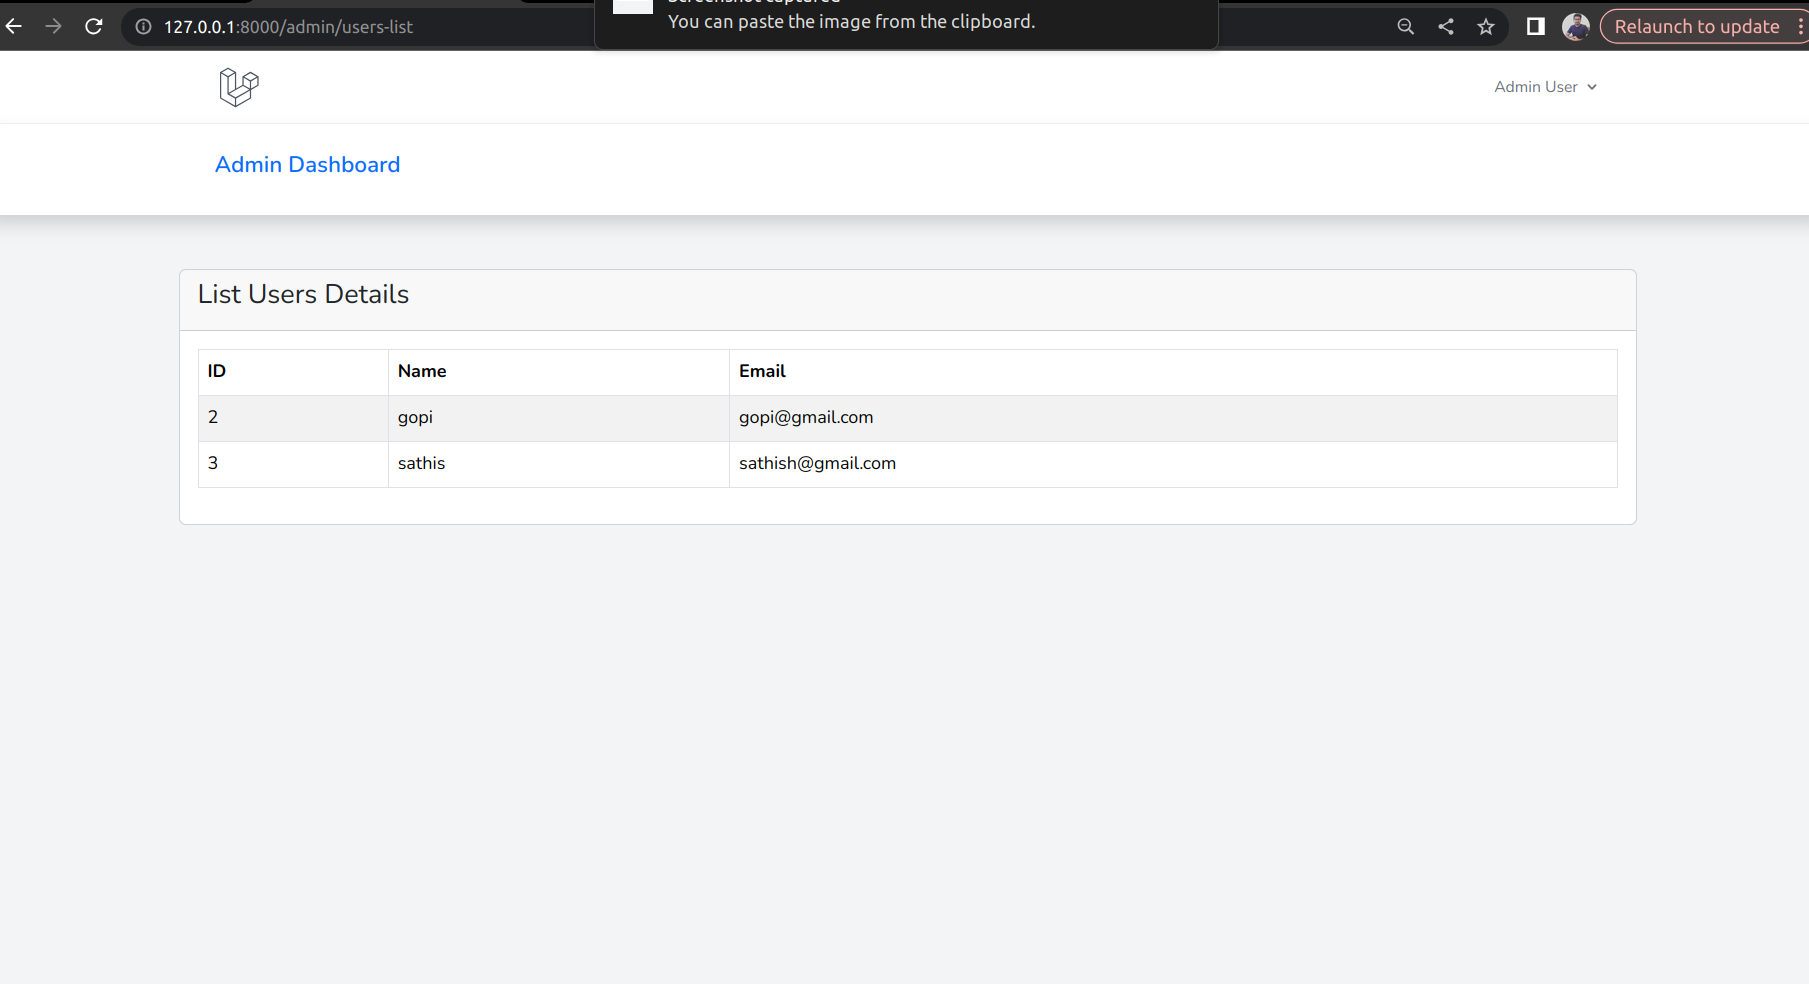 You can paste the image from the clipboard.
127.0.0.1:8000/admin/users-list
Relaunch to update
Admin User
Admin Dashboard
List Users Details
ID Name Email
2 gopi gopi@gmail.com
3 sathis sathish@gmail.com